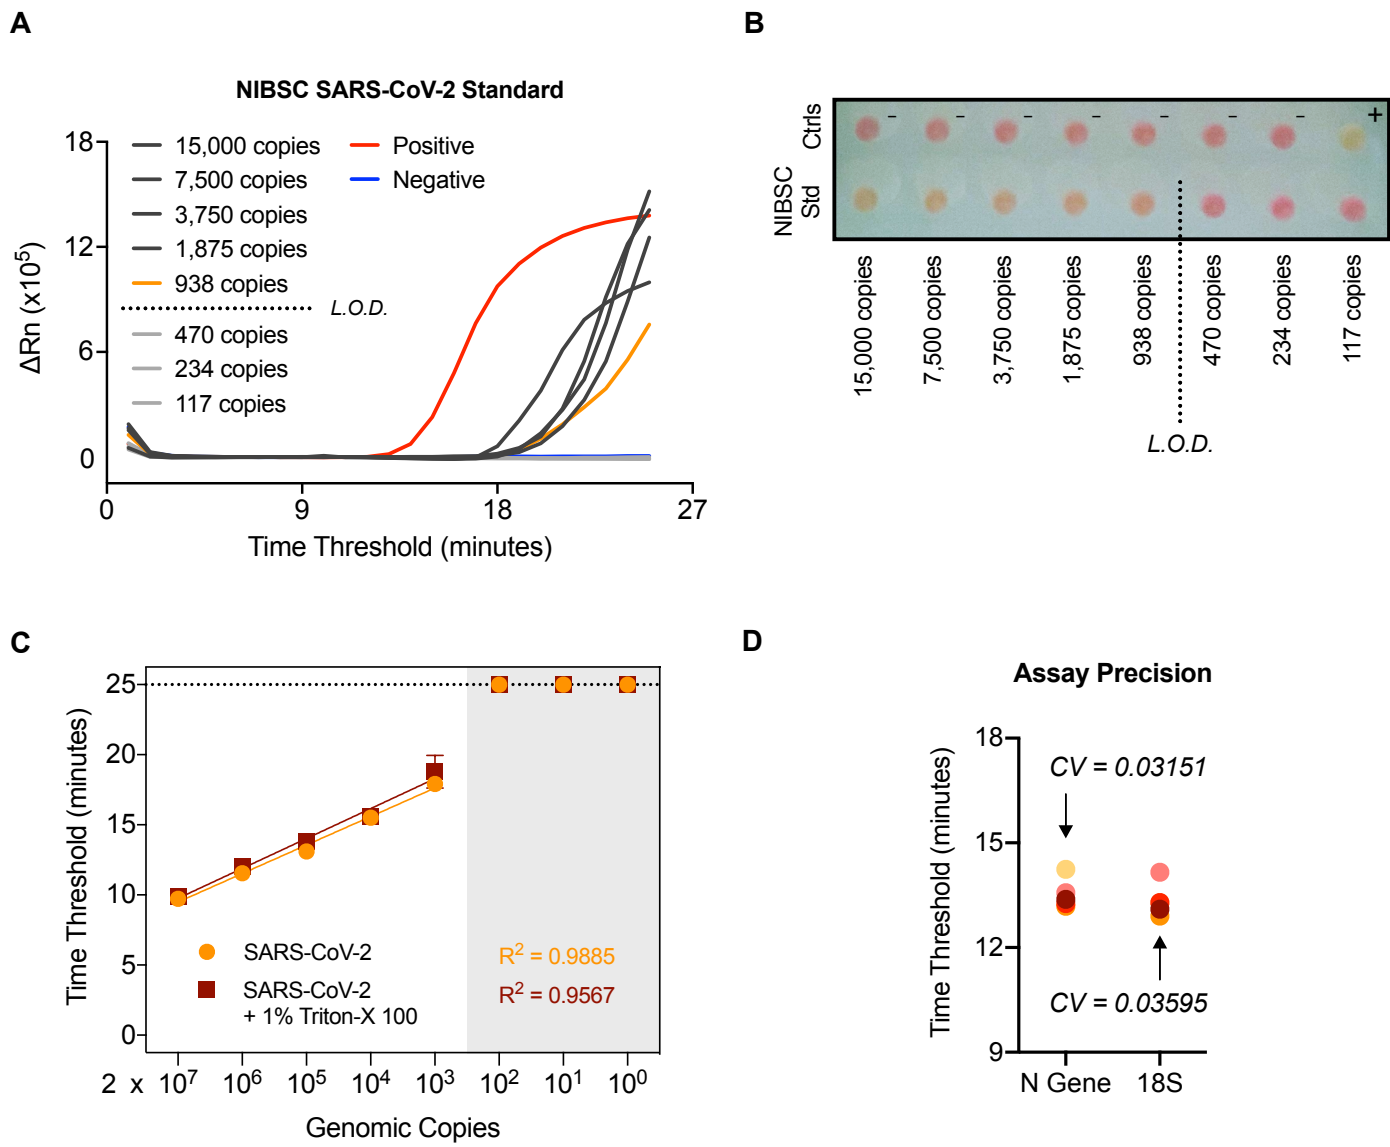 A
NIBSC SARS-CoV-2 Standard
18
12
6
0
ΔRn (x10⁵)
15,000 copies
7,500 copies
3,750 copies
1,875 copies
938 copies
L.O.D.
470 copies
234 copies
117 copies
Positive
Negative
0 9 18 27
Time Threshold (minutes)
B
Ctrls
- - - - - - - +
NIBSC
Std
15,000 copies
7,500 copies
3,750 copies
1,875 copies
938 copies
470 copies
234 copies
117 copies
L.O.D.
C
25
20
15
10
5
0
Time Threshold (minutes)
SARS-CoV-2
SARS-CoV-2
+ 1% Triton-X 100
R² = 0.9885
R² = 0.9567
2 x 10⁷ 10⁶ 10⁵ 10⁴ 10³ 10² 10¹ 10⁰
Genomic Copies
D
Assay Precision
18
15
12
9
Time Threshold (minutes)
CV = 0.03151
CV = 0.03595
N Gene 18S